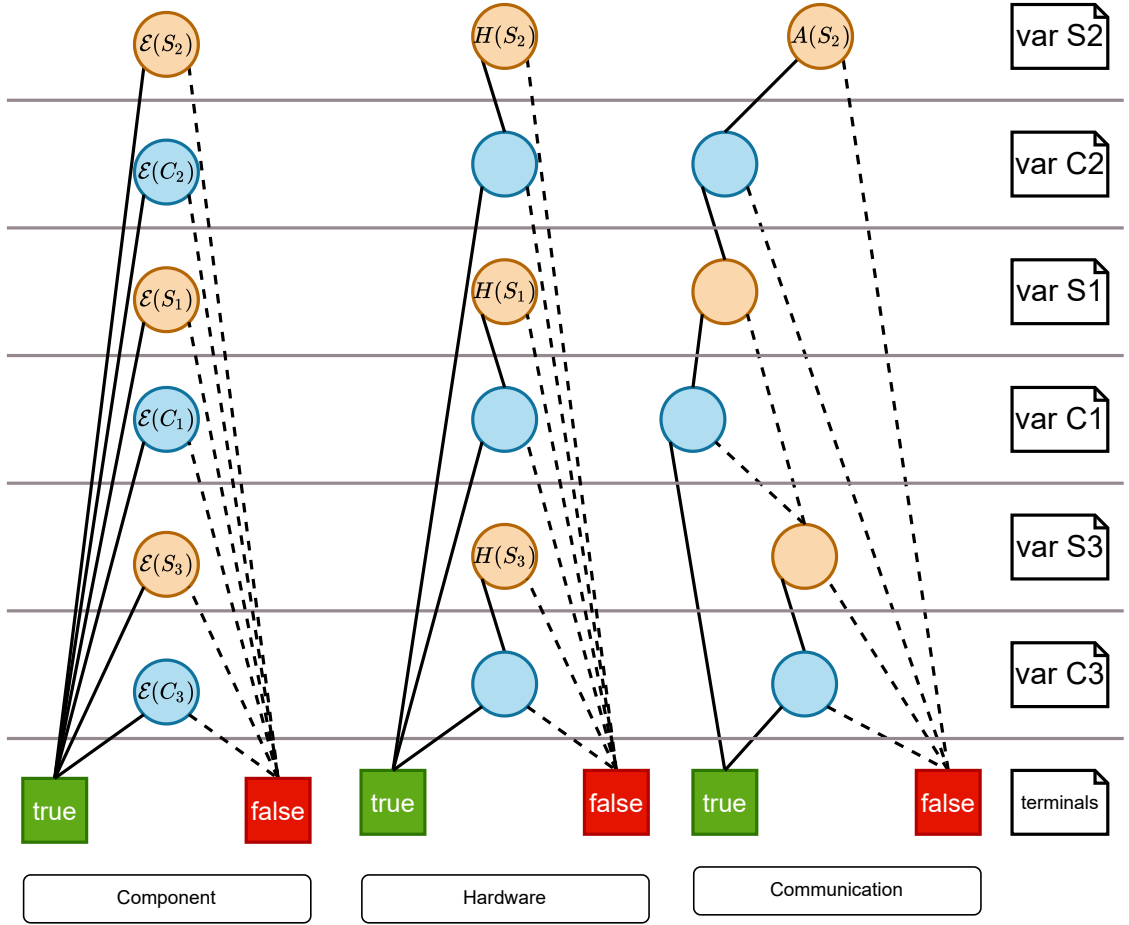 ℰ(S₂) H(S₂) A(S₂) var S2
ℰ(C₂) var C2
ℰ(S₁) H(S₁) var S1
ℰ(C₁) var C1
ℰ(S₃) H(S₃) var S3
ℰ(C₃) var C3
true false true false true false terminals
Component Hardware Communication